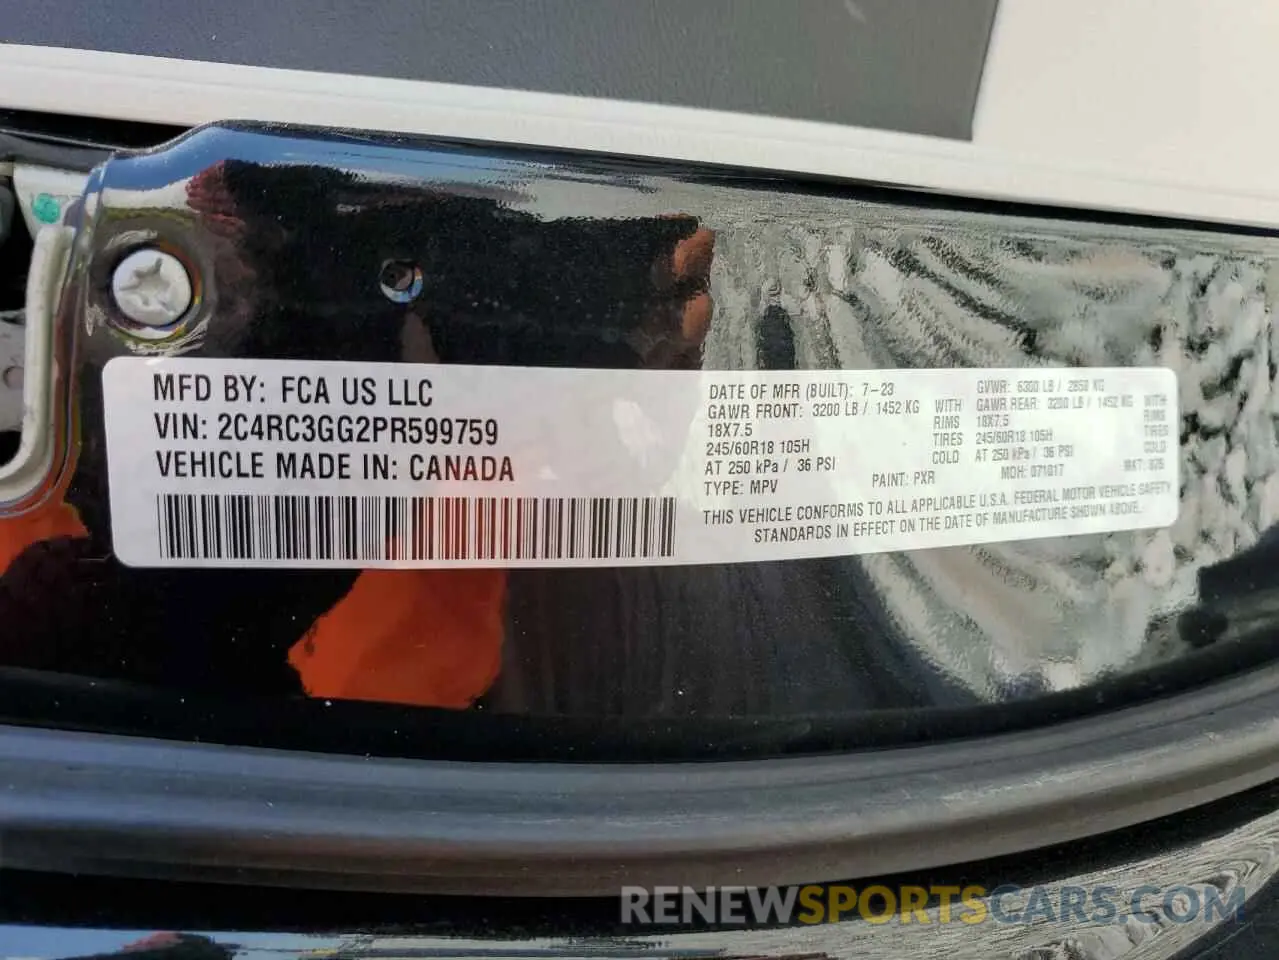 MFD BY: FCA US LLC
VIN: 2C4RC3GG2PR599759
VEHICLE MADE IN: CANADA
DATE OF MFR (BUILT): 7-23 GVWR: 6300 LB / 2858 KG
GAWR FRONT: 3200 LB / 1452 KG WITH GAWR REAR: 3200 LB / 1452 KG WITH
18X7.5 RIMS 18X7.5 RIMS
245/60R18 105H TIRES 245/60R18 105H TIRES
AT 250 kPa / 36 PSI COLD AT 250 kPa / 36 PSI COLD
TYPE: MPV PAINT: PXR MDH: 071017
THIS VEHICLE CONFORMS TO ALL APPLICABLE U.S.A. FEDERAL MOTOR VEHICLE SAFETY
STANDARDS IN EFFECT ON THE DATE OF MANUFACTURE SHOWN ABOVE.
RENEWSPORTSCARS.COM